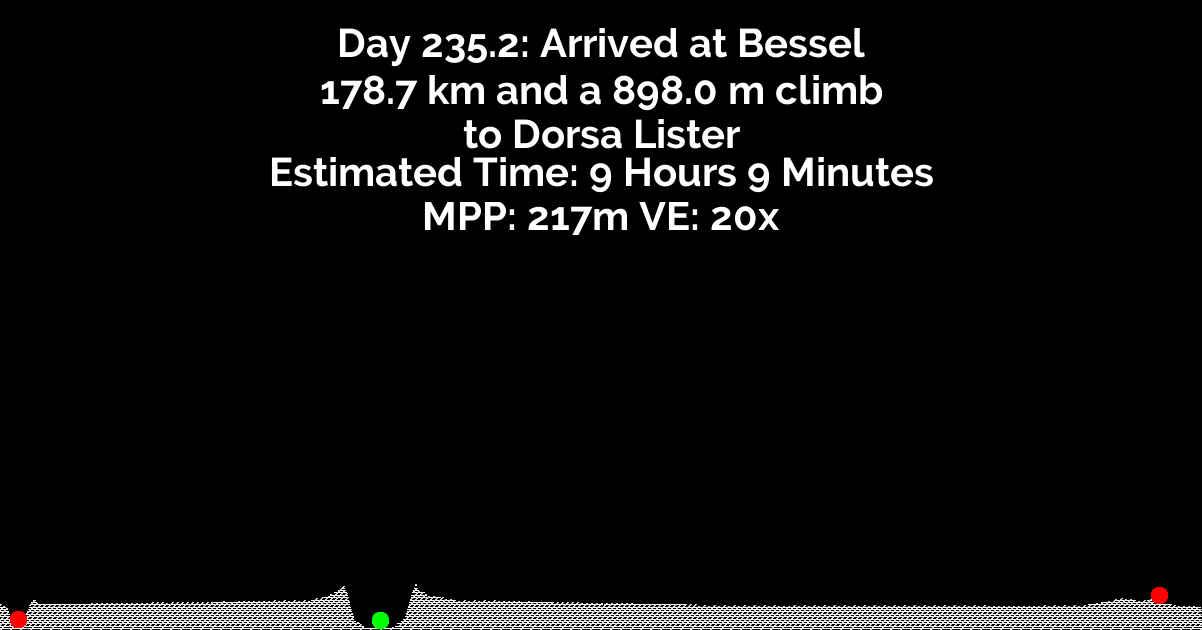 Day 235.2: Arrived at Bessel
178.7 km and a 898.0 m climb
to Dorsa Lister
Estimated Time: 9 Hours 9 Minutes
MPP: 217m VE: 20x